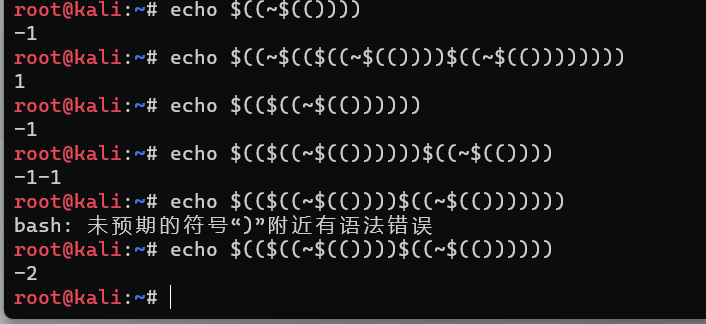 root@kali:~# echo $((~$(())))
-1
root@kali:~# echo $((~$(($((~$(())))$((~$(())))))))
1
root@kali:~# echo $(($((~$(())))))
-1
root@kali:~# echo $(($((~$(())))))$((~$(())))
-1-1
root@kali:~# echo $(($((~$(())))$((~$(()))))))
bash: 未预期的符号“)”附近有语法错误
root@kali:~# echo $(($((~$(())))$((~$(())))))
-2
root@kali:~#